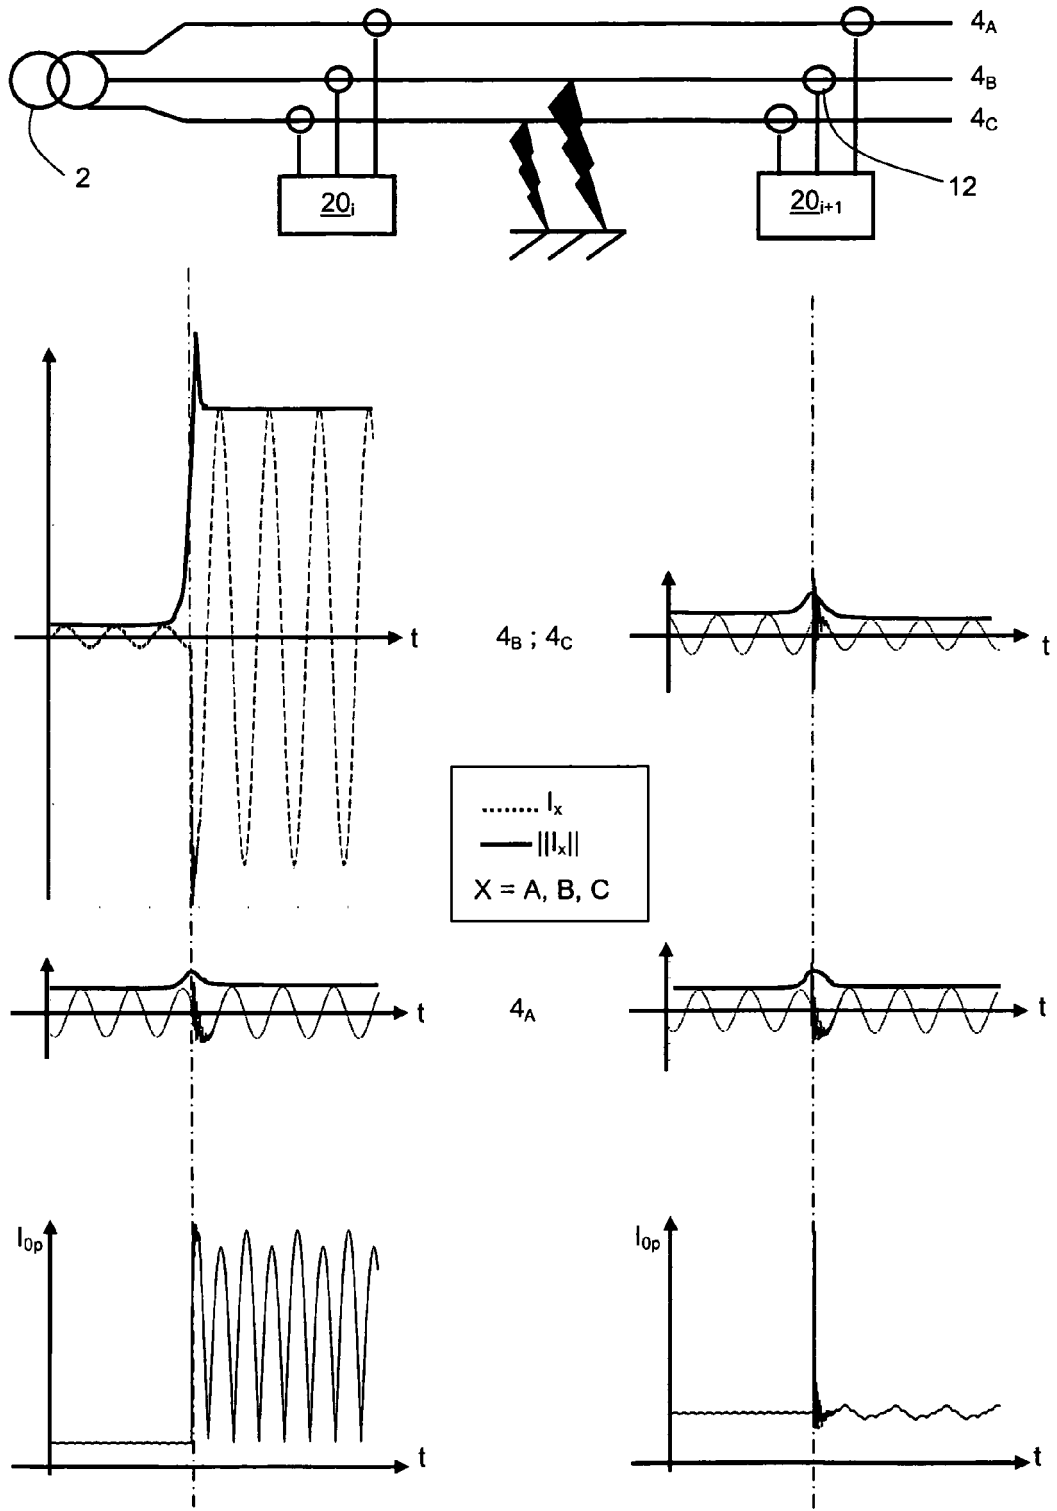 4A
4B
4C
2
20i
20i+1
12
t
4B ; 4C
t
Ix
||Ix||
X = A, B, C
t
4A
t
I0p
t
I0p
t